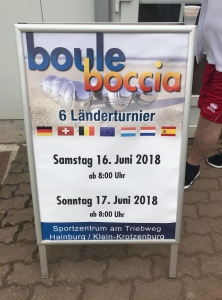 boule
boccia
6 Länderturnier
Samstag 16. Juni 2018
ab 8:00 Uhr
Sonntag 17. Juni 2018
ab 8:00 Uhr
Sportzentrum am Triebweg
Hainburg / Klein-Krotzenburg